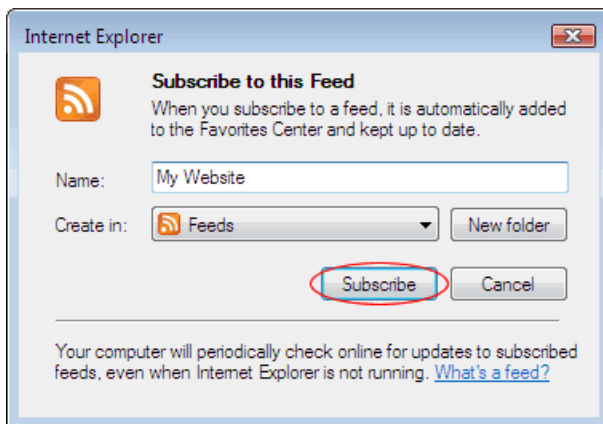 Internet Explorer
Subscribe to this Feed
When you subscribe to a feed, it is automatically added
to the Favorites Center and kept up to date.
Name: My Website
Create in: Feeds New folder
Subscribe Cancel
Your computer will periodically check online for updates to subscribed
feeds, even when Internet Explorer is not running. What's a feed?